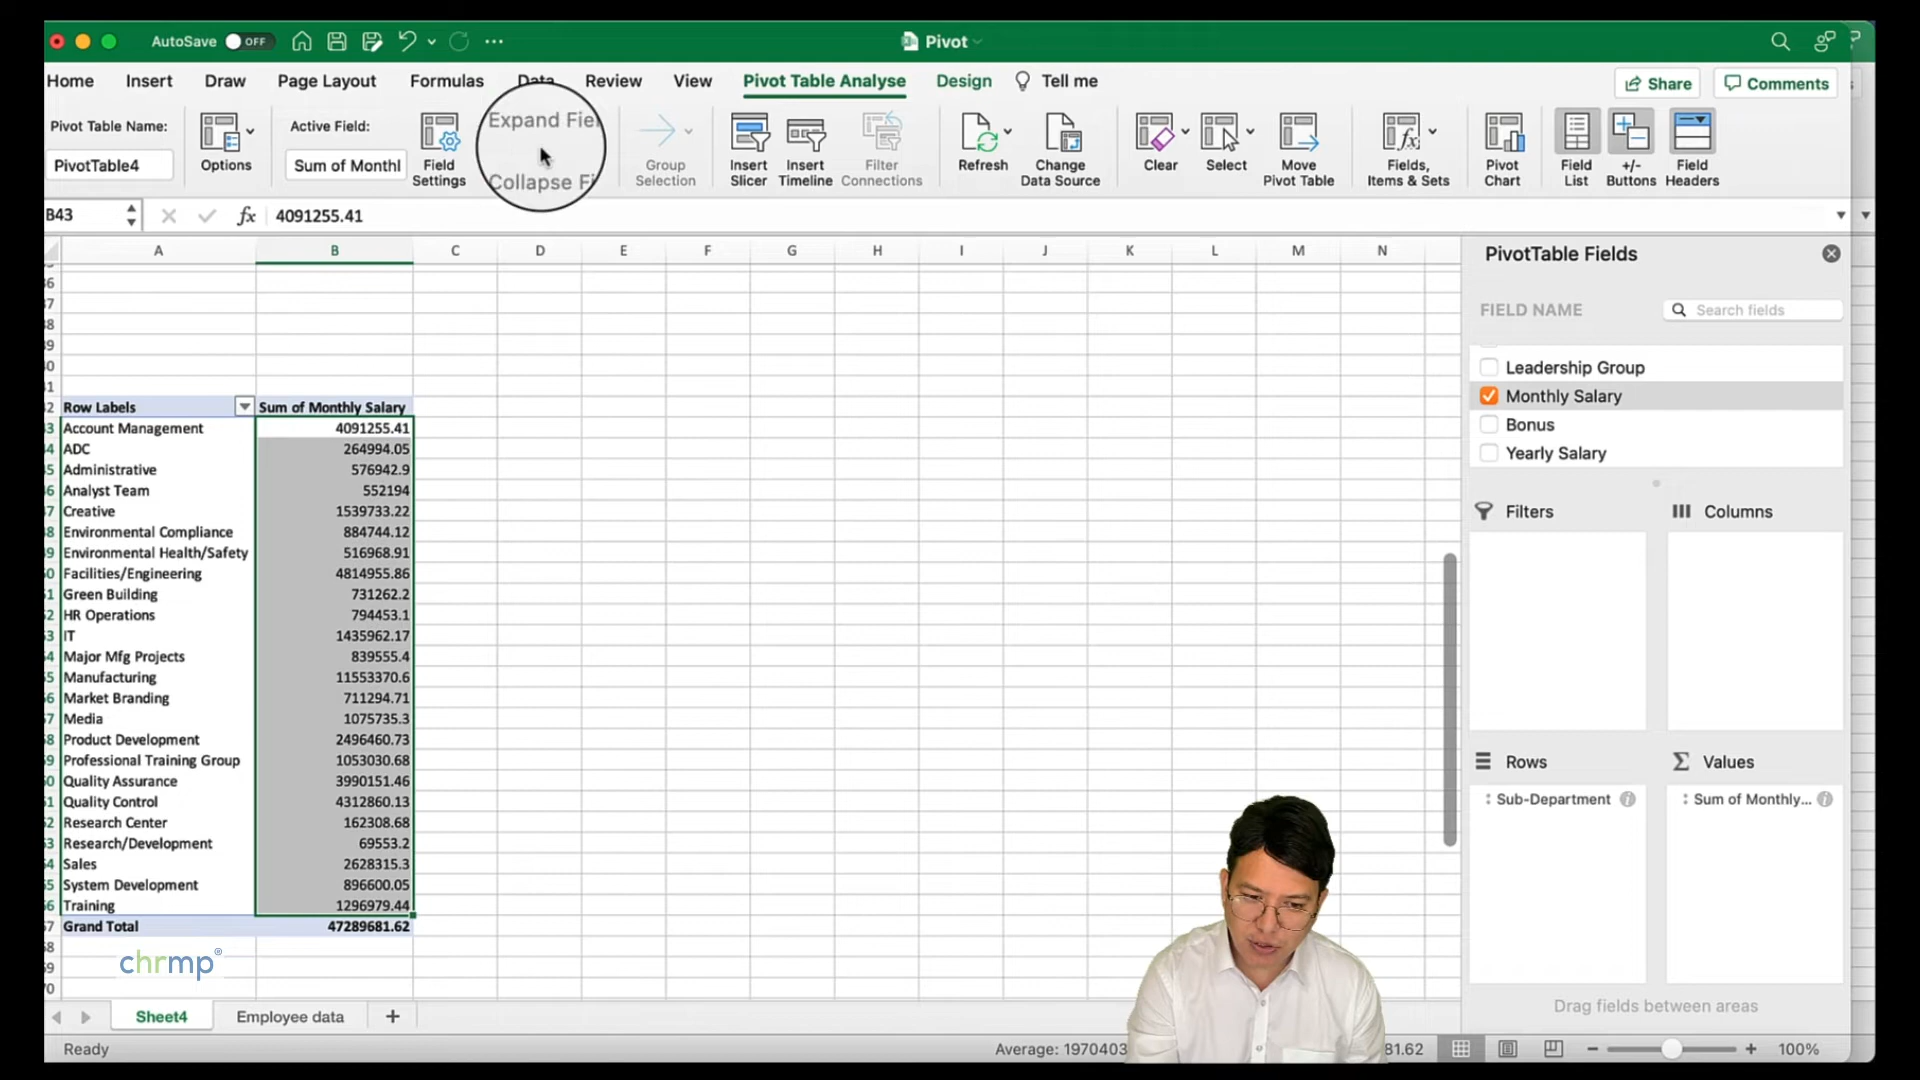 AutoSave OFF
Pivot
Home Insert Draw Page Layout Formulas Data Review View Pivot Table Analyse Design Tell me Share Comments
Pivot Table Name:
PivotTable4
Options
Active Field:
Sum of Monthl
Field Settings
Expand Fie
Collapse Fi
Group Selection
Insert Slicer
Insert Timeline
Filter Connections
Refresh
Change Data Source
Clear
Select
Move Pivot Table
Fields, Items & Sets
Pivot Chart
Field List
+/- Buttons
Field Headers
B43 fx 4091255.41
A B C D E F G H I J K L M N
Row Labels Sum of Monthly Salary
Account Management 4091255.41
ADC 264994.05
Administrative 576942.9
Analyst Team 552194
Creative 1539733.22
Environmental Compliance 884744.12
Environmental Health/Safety 516968.91
Facilities/Engineering 4814955.86
Green Building 731262.2
HR Operations 794453.1
IT 1435962.17
Major Mfg Projects 839555.4
Manufacturing 11553370.6
Market Branding 711294.71
Media 1075735.3
Product Development 2496460.73
Professional Training Group 1053030.68
Quality Assurance 3990151.46
Quality Control 4312860.13
Research Center 162308.68
Research/Development 69553.2
Sales 2628315.3
System Development 896600.05
Training 1296979.44
Grand Total 47289681.62
chrmp®
PivotTable Fields
FIELD NAME Search fields
Leadership Group
Monthly Salary
Bonus
Yearly Salary
Filters Columns
Rows Values
Sub-Department Sum of Monthly...
Drag fields between areas
Sheet4 Employee data +
Ready Average: 1970403 81.62 100%